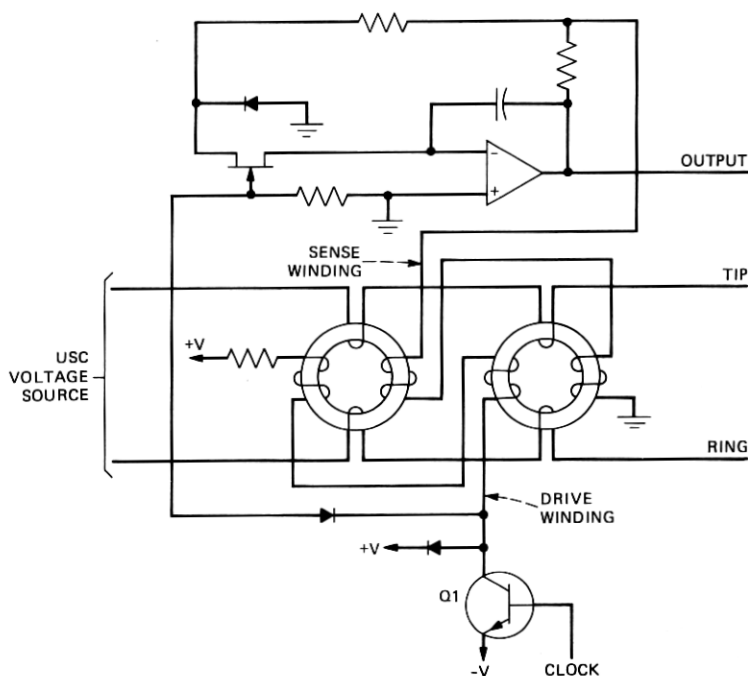 -
+
OUTPUT
SENSE
WINDING
TIP
+V
USC
VOLTAGE
SOURCE
RING
DRIVE
WINDING
+V
Q1
-V
CLOCK